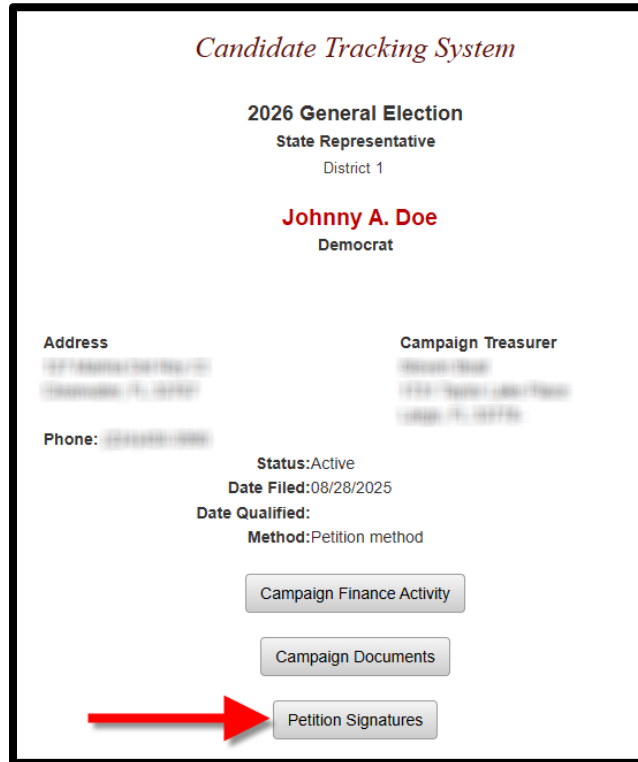 Candidate Tracking System
2026 General Election
State Representative
District 1
Johnny A. Doe
Democrat
Address
Campaign Treasurer
Phone:
Status:Active
Date Filed:08/28/2025
Date Qualified:
Method:Petition method
Campaign Finance Activity
Campaign Documents
Petition Signatures